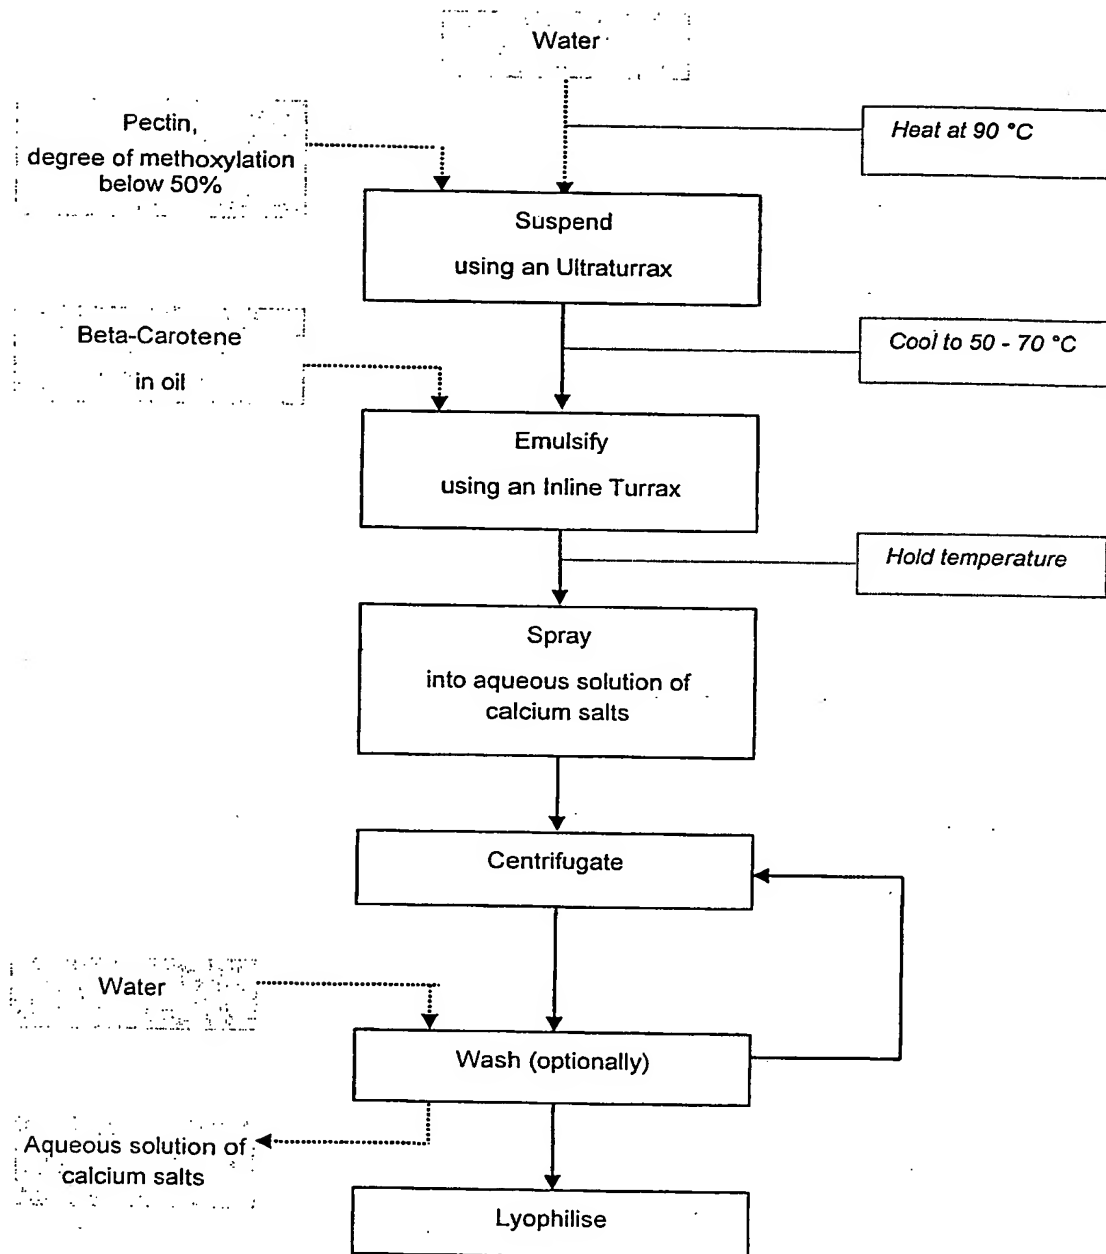 Water
Pectin,
degree of methoxylation
below 50%
Heat at 90 °C
Suspend
using an Ultraturrax
Beta-Carotene
in oil
Cool to 50 - 70 °C
Emulsify
using an Inline Turrax
Hold temperature
Spray
into aqueous solution of
calcium salts
Centrifugate
Water
Wash (optionally)
Aqueous solution of
calcium salts
Lyophilise